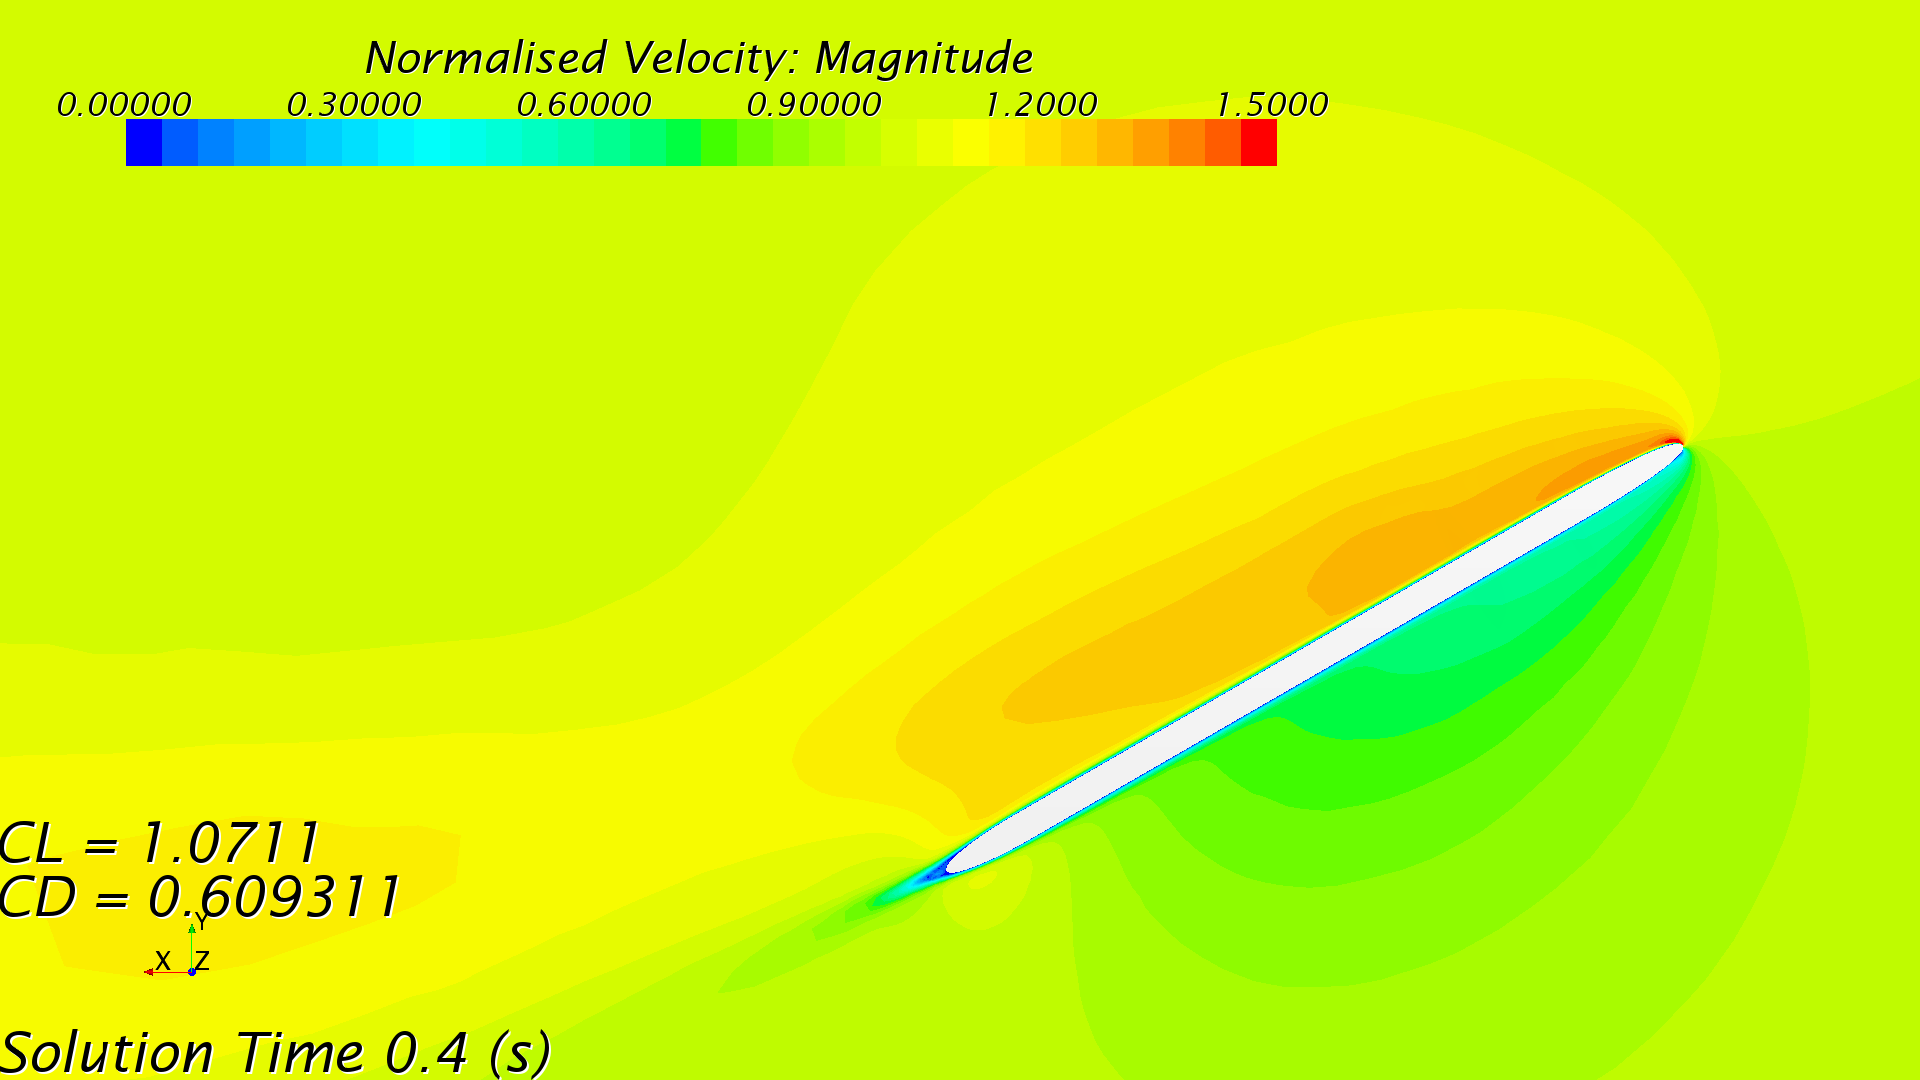 Normalised Velocity: Magnitude
0.00000 0.30000 0.60000 0.90000 1.2000 1.5000
CL = 1.0711
CD = 0.609311
Y
X Z
Solution Time 0.4 (s)